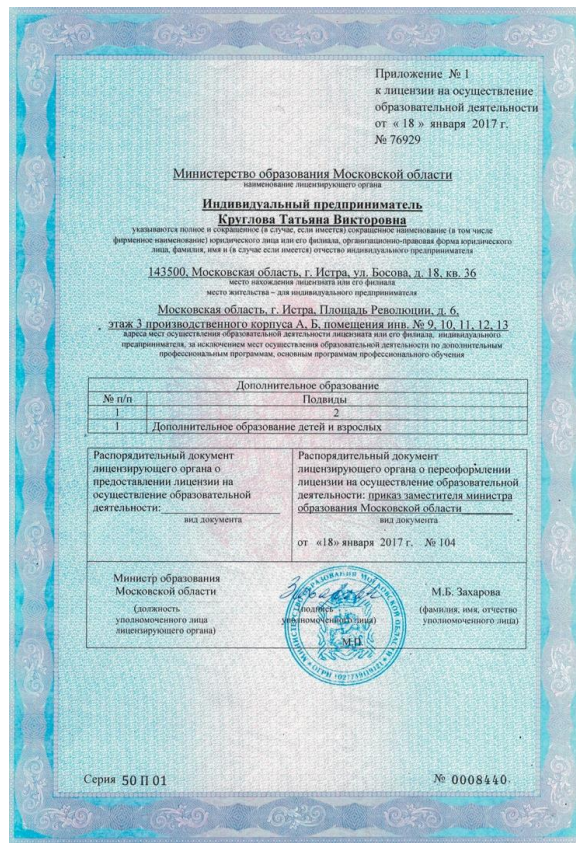 Приложение № 1
к лицензии на осуществление
образовательной деятельности
от « 18 » января 2017 г.
№ 76929
Министерство образования Московской области
наименование лицензирующего органа
Индивидуальный предприниматель
Круглова Татьяна Викторовна
указываются полное и сокращенное (в случае, если имеется) сокращенное наименование (в том числе
фирменное наименование) юридического лица или его филиала, организационно-правовая форма юридического
лица, фамилия, имя и (в случае если имеется) отчество индивидуального предпринимателя
143500, Московская область, г. Истра, ул. Босова, д. 18, кв. 36
место нахождения лицензиата или его филиала
место жительства – для индивидуального предпринимателя
Московская область, г. Истра, Площадь Революции, д. 6,
этаж 3 производственного корпуса А, Б, помещения инв. № 9, 10, 11, 12, 13
адреса мест осуществления образовательной деятельности лицензиата или его филиала, индивидуального
предпринимателя, за исключением мест осуществления образовательной деятельности по дополнительным
профессиональным программам, основным программам профессионального обучения
Дополнительное образование
№ п/п Подвиды
1 2
1 Дополнительное образование детей и взрослых
Распорядительный документ
лицензирующего органа о
предоставлении лицензии на
осуществление образовательной
деятельности:
вид документа
Распорядительный документ
лицензирующего органа о переоформлении
лицензии на осуществление образовательной
деятельности: приказ заместителя министра
образования Московской области
вид документа
от «18» января 2017 г. № 104
Министр образования
Московской области
(должность
уполномоченного лица
лицензирующего органа)
(подпись
уполномоченного лица)
М.П.
М.Б. Захарова
(фамилия, имя, отчество
уполномоченного лица)
Серия 50 П 01
№ 0008440